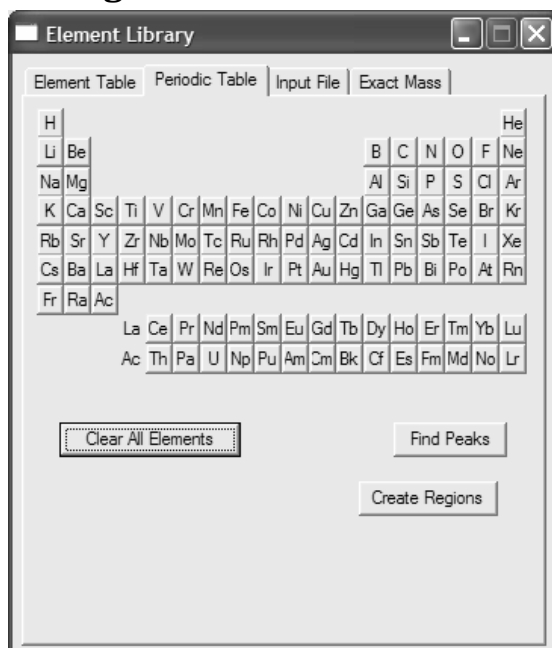 Element Library
Element Table Periodic Table Input File Exact Mass
H He
Li Be B C N O F Ne
Na Mg Al Si P S Cl Ar
K Ca Sc Ti V Cr Mn Fe Co Ni Cu Zn Ga Ge As Se Br Kr
Rb Sr Y Zr Nb Mo Tc Ru Rh Pd Ag Cd In Sn Sb Te I Xe
Cs Ba La Hf Ta W Re Os Ir Pt Au Hg Tl Pb Bi Po At Rn
Fr Ra Ac
La Ce Pr Nd Pm Sm Eu Gd Tb Dy Ho Er Tm Yb Lu
Ac Th Pa U Np Pu Am Cm Bk Cf Es Fm Md No Lr
Clear All Elements Find Peaks
Create Regions